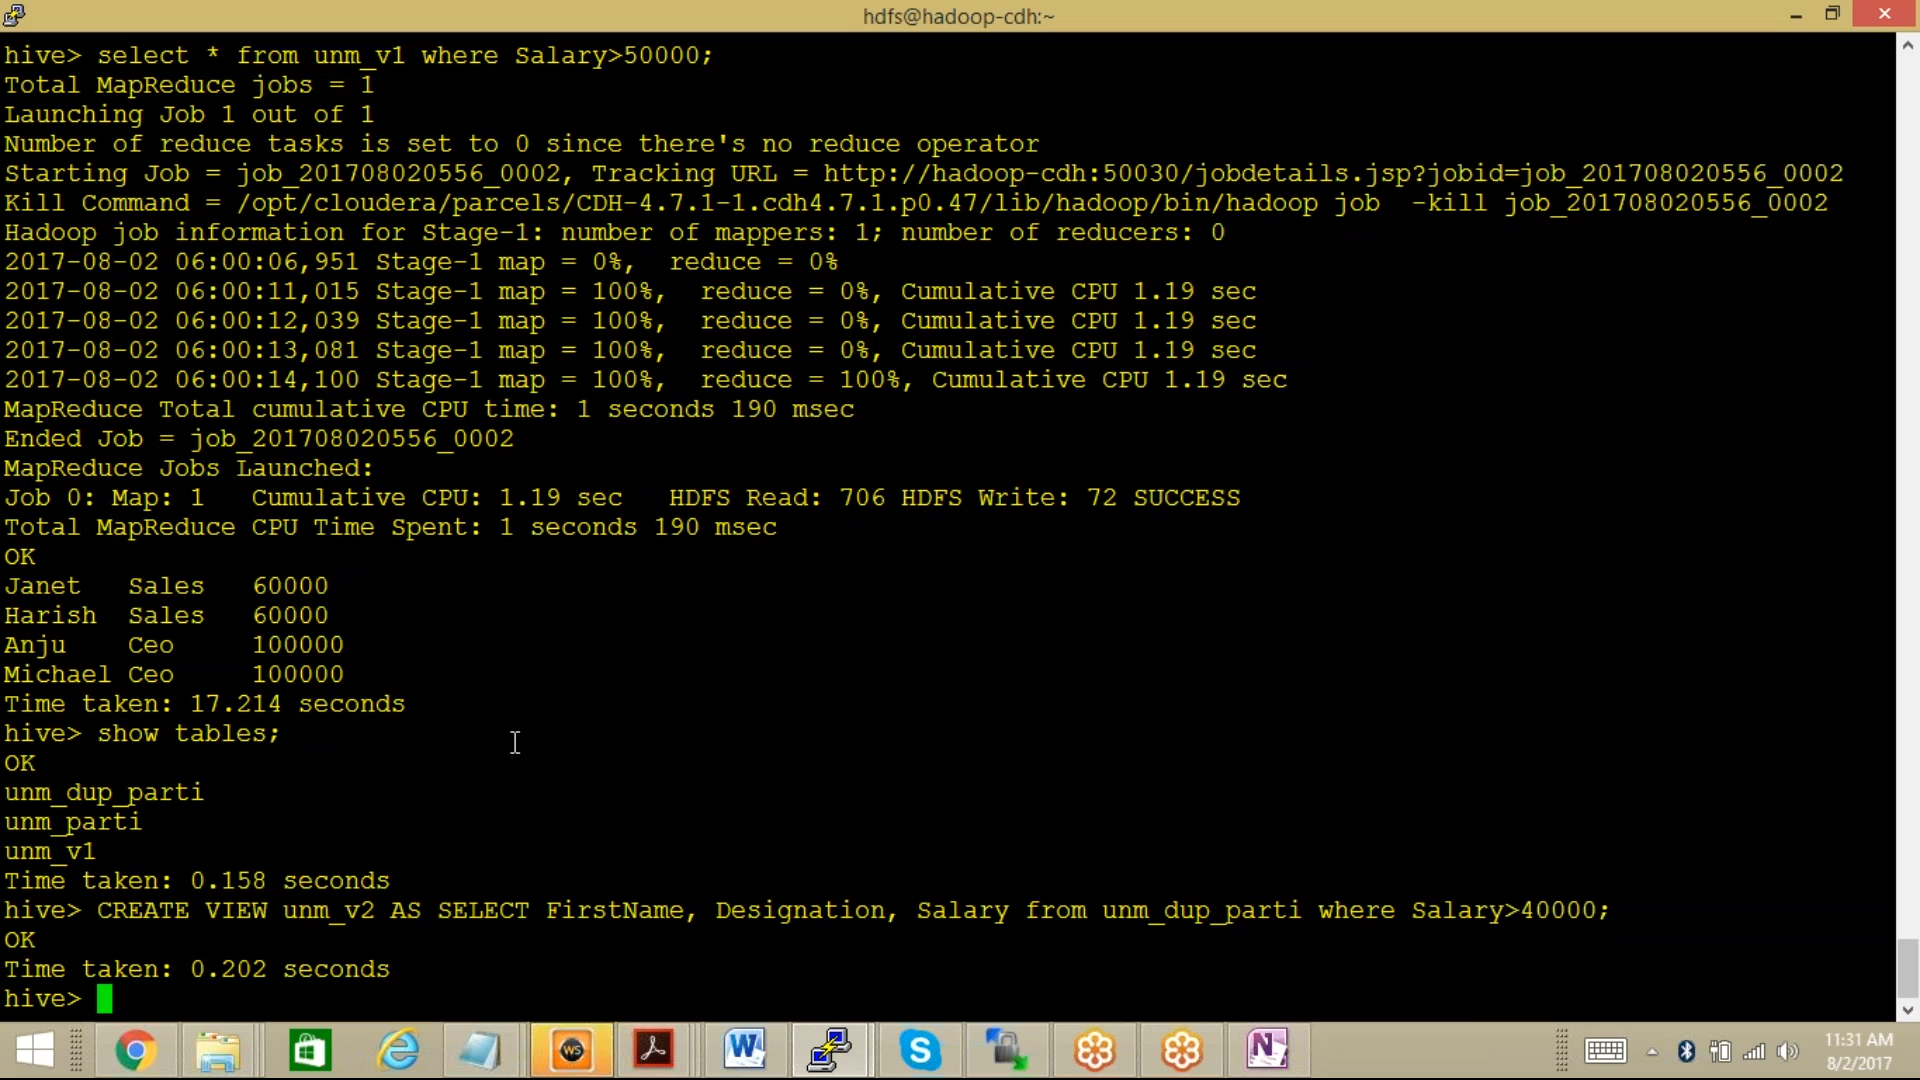 hdfs@hadoop-cdh:~
hive> select * from unm_v1 where Salary>50000;
Total MapReduce jobs = 1
Launching Job 1 out of 1
Number of reduce tasks is set to 0 since there's no reduce operator
Starting Job = job_201708020556_0002, Tracking URL = http://hadoop-cdh:50030/jobdetails.jsp?jobid=job_201708020556_0002
Kill Command = /opt/cloudera/parcels/CDH-4.7.1-1.cdh4.7.1.p0.47/lib/hadoop/bin/hadoop job  -kill job_201708020556_0002
Hadoop job information for Stage-1: number of mappers: 1; number of reducers: 0
2017-08-02 06:00:06,951 Stage-1 map = 0%,  reduce = 0%
2017-08-02 06:00:11,015 Stage-1 map = 100%,  reduce = 0%, Cumulative CPU 1.19 sec
2017-08-02 06:00:12,039 Stage-1 map = 100%,  reduce = 0%, Cumulative CPU 1.19 sec
2017-08-02 06:00:13,081 Stage-1 map = 100%,  reduce = 0%, Cumulative CPU 1.19 sec
2017-08-02 06:00:14,100 Stage-1 map = 100%,  reduce = 100%, Cumulative CPU 1.19 sec
MapReduce Total cumulative CPU time: 1 seconds 190 msec
Ended Job = job_201708020556_0002
MapReduce Jobs Launched:
Job 0: Map: 1   Cumulative CPU: 1.19 sec   HDFS Read: 706 HDFS Write: 72 SUCCESS
Total MapReduce CPU Time Spent: 1 seconds 190 msec
OK
Janet   Sales   60000
Harish  Sales   60000
Anju    Ceo     100000
Michael Ceo     100000
Time taken: 17.214 seconds
hive> show tables;
OK
unm_dup_parti
unm_parti
unm_v1
Time taken: 0.158 seconds
hive> CREATE VIEW unm_v2 AS SELECT FirstName, Designation, Salary from unm_dup_parti where Salary>40000;
OK
Time taken: 0.202 seconds
hive>
WS
11:31 AM
8/2/2017